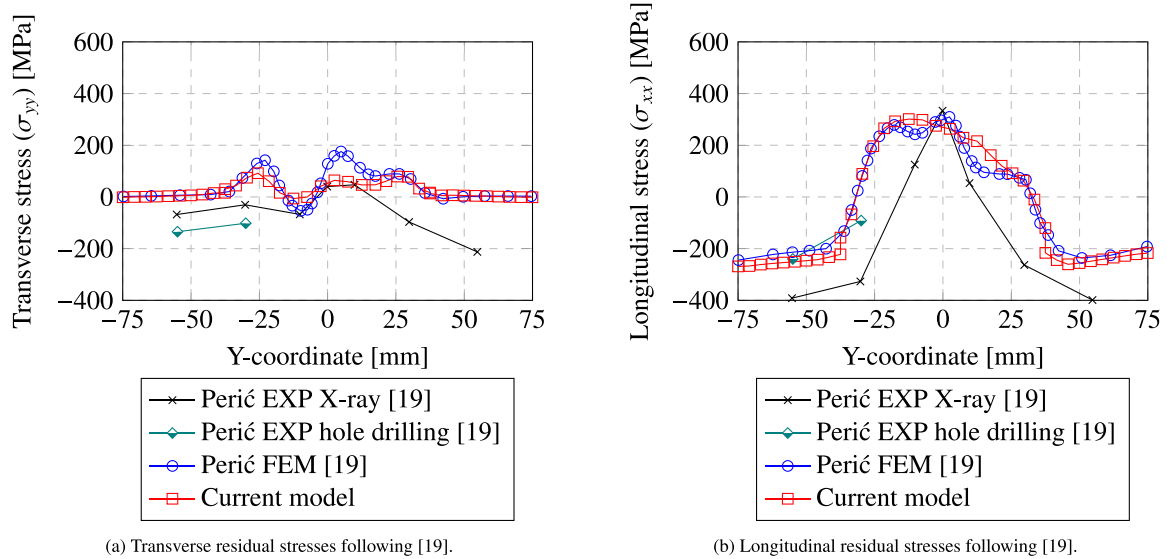 Transverse stress (σyy) [MPa]
600
400
200
0
−200
−400
−75
−50
−25
0
25
50
75
Y-coordinate [mm]
Perić EXP X-ray [19]
Perić EXP hole drilling [19]
Perić FEM [19]
Current model
(a) Transverse residual stresses following [19].
Longitudinal stress (σxx) [MPa]
600
400
200
0
−200
−400
−75
−50
−25
0
25
50
75
Y-coordinate [mm]
Perić EXP X-ray [19]
Perić EXP hole drilling [19]
Perić FEM [19]
Current model
(b) Longitudinal residual stresses following [19].